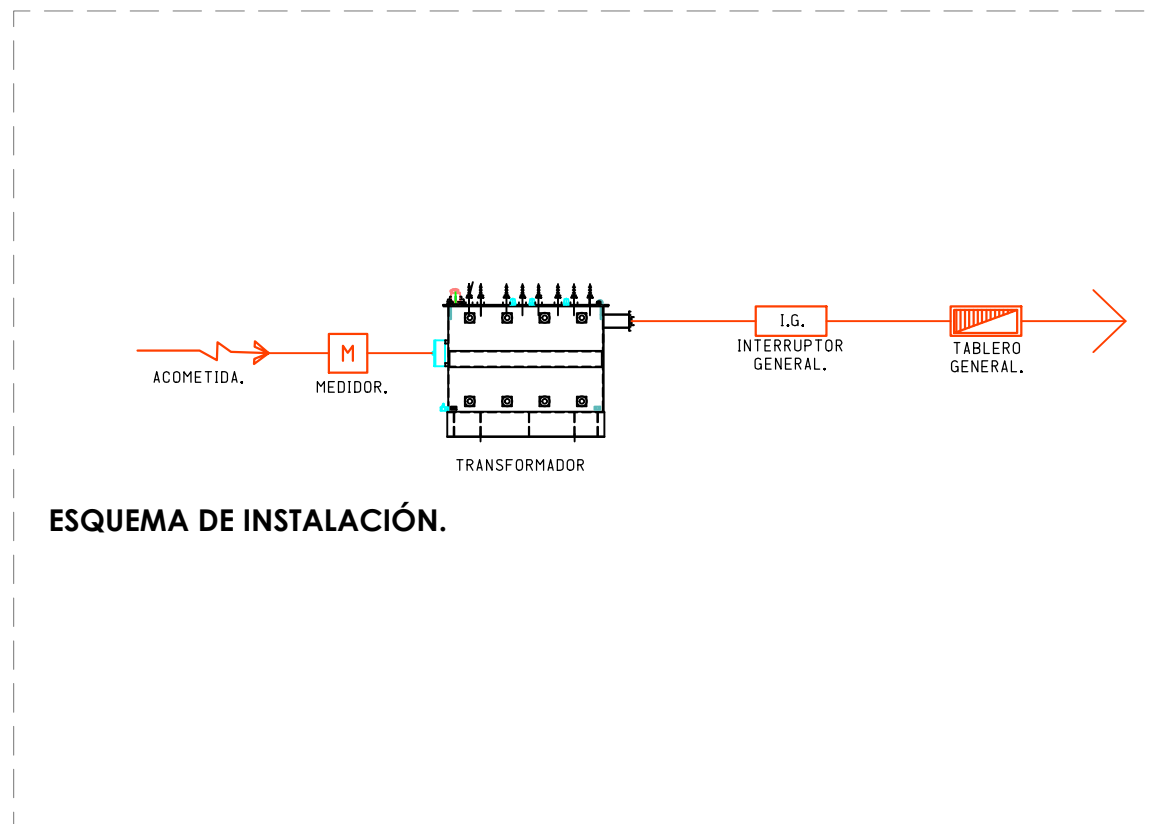 ACOMETIDA.
M
MEDIDOR.
TRANSFORMADOR
I.G.
INTERRUPTOR
GENERAL.
TABLERO
GENERAL.
ESQUEMA DE INSTALACIÓN.